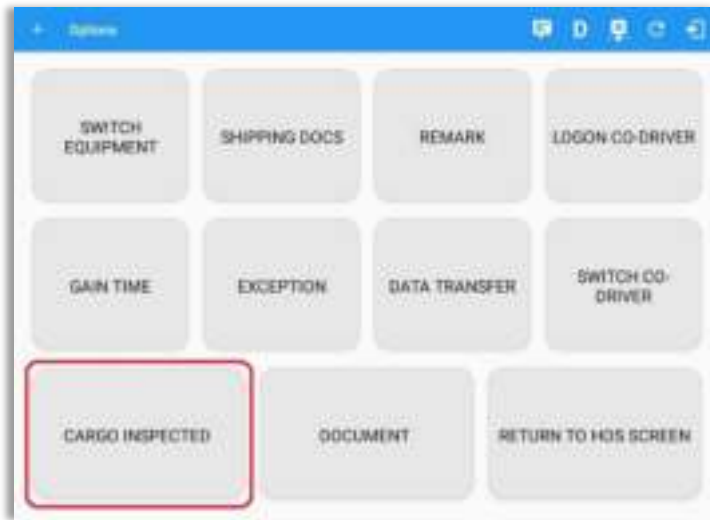 Options
D
SWITCH
EQUIPMENT
SHIPPING DOCS
REMARK
LOGON CO-DRIVER
GAIN TIME
EXCEPTION
DATA TRANSFER
SWITCH CO-
DRIVER
CARGO INSPECTED
DOCUMENT
RETURN TO HOS SCREEN